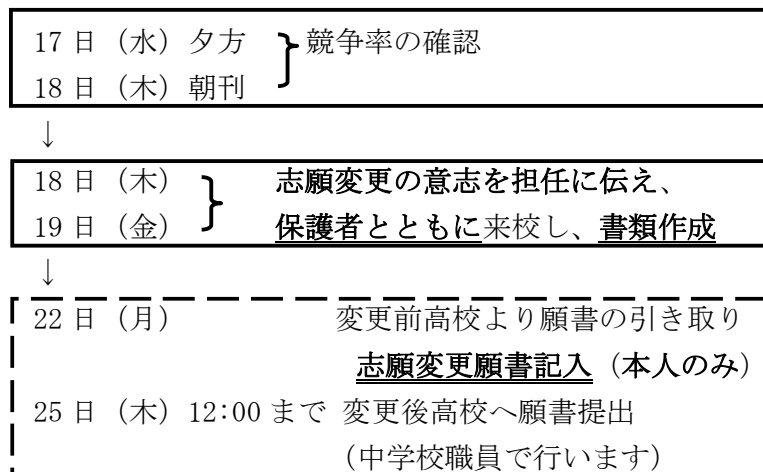 17日（水）夕方 競争率の確認
18日（木）朝刊
↓
18日（木） 志願変更の意志を担任に伝え、
19日（金） 保護者とともに来校し、書類作成
↓
22日（月） 変更前高校より願書の引き取り
志願変更願書記入（本人のみ）
25日（木）12:00まで 変更後高校へ願書提出
（中学校職員で行います）